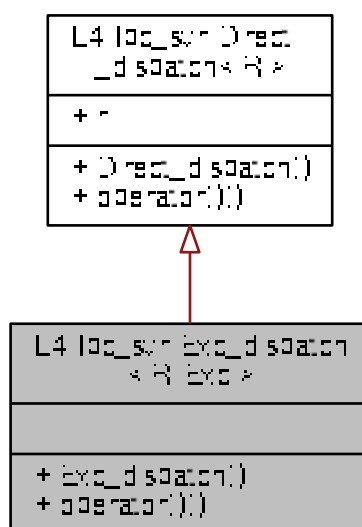 L4::Ipc_svr::Direct
_dispatch< R >
+ r
+ Direct_dispatch()
+ operator()()
L4::Ipc_svr::Exc_dispatch
< R, Exc >
+ Exc_dispatch()
+ operator()()